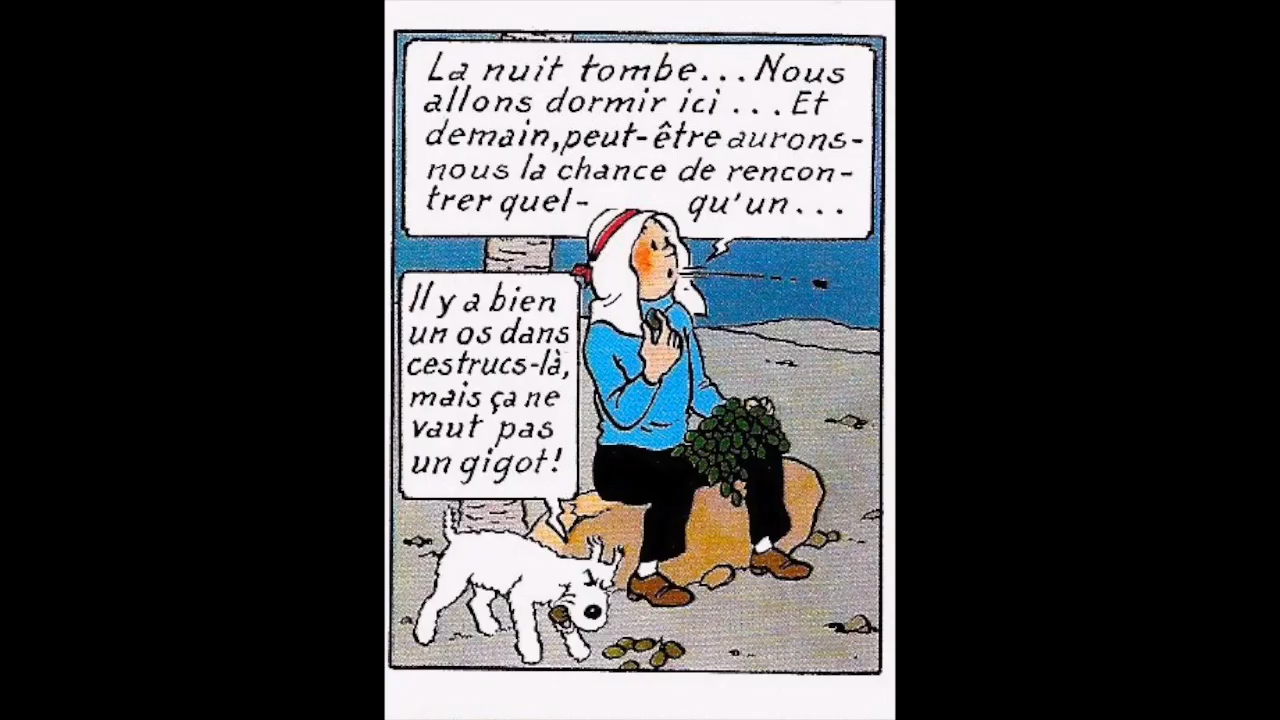 La nuit tombe... Nous
allons dormir ici ... Et
demain, peut-être aurons-
nous la chance de rencon-
trer quel- qu'un...
Il y a bien
un os dans
ces trucs-là,
mais ça ne
vaut pas
un gigot!